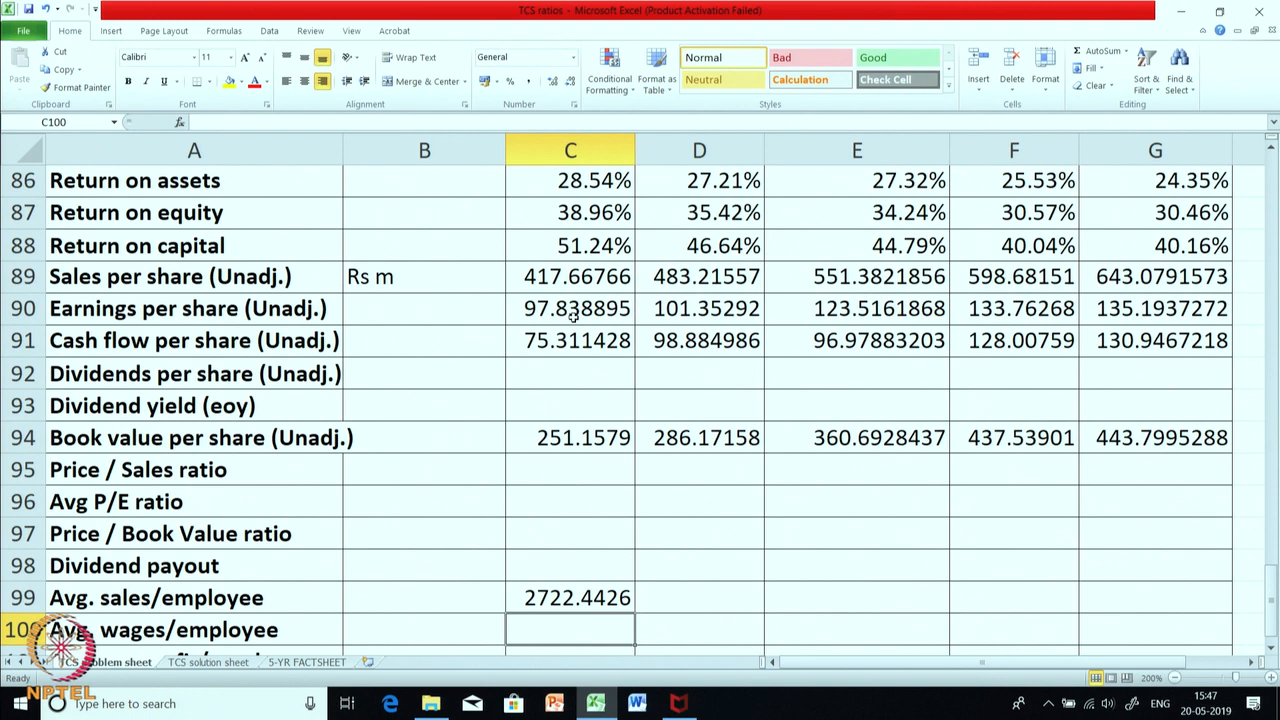 TCS ratios - Microsoft Excel (Product Activation Failed)
File Home Insert Page Layout Formulas Data Review View Acrobat
Cut
Copy
Format Painter
Paste
Clipboard
Calibri 11
B I U
Font
Wrap Text
Merge & Center
Alignment
General
Number
Conditional Formatting
Format as Table
Normal Bad Good
Neutral Calculation Check Cell
Styles
Insert Delete Format
Cells
AutoSum
Fill
Clear
Sort & Filter
Find & Select
Editing
C100 fx
A B C D E F G
86 Return on assets 28.54% 27.21% 27.32% 25.53% 24.35%
87 Return on equity 38.96% 35.42% 34.24% 30.57% 30.46%
88 Return on capital 51.24% 46.64% 44.79% 40.04% 40.16%
89 Sales per share (Unadj.) Rs m 417.66766 483.21557 551.3821856 598.68151 643.0791573
90 Earnings per share (Unadj.) 97.838895 101.35292 123.5161868 133.76268 135.1937272
91 Cash flow per share (Unadj.) 75.311428 98.884986 96.97883203 128.00759 130.9467218
92 Dividends per share (Unadj.)
93 Dividend yield (eoy)
94 Book value per share (Unadj.) 251.1579 286.17158 360.6928437 437.53901 443.7995288
95 Price / Sales ratio
96 Avg P/E ratio
97 Price / Book Value ratio
98 Dividend payout
99 Avg. sales/employee 2722.4426
100 Avg. wages/employee
TCS solution sheet 5-YR FACTSHEET
Ready 200%
NPTEL
Type here to search
ENG
15:47
20-05-2019